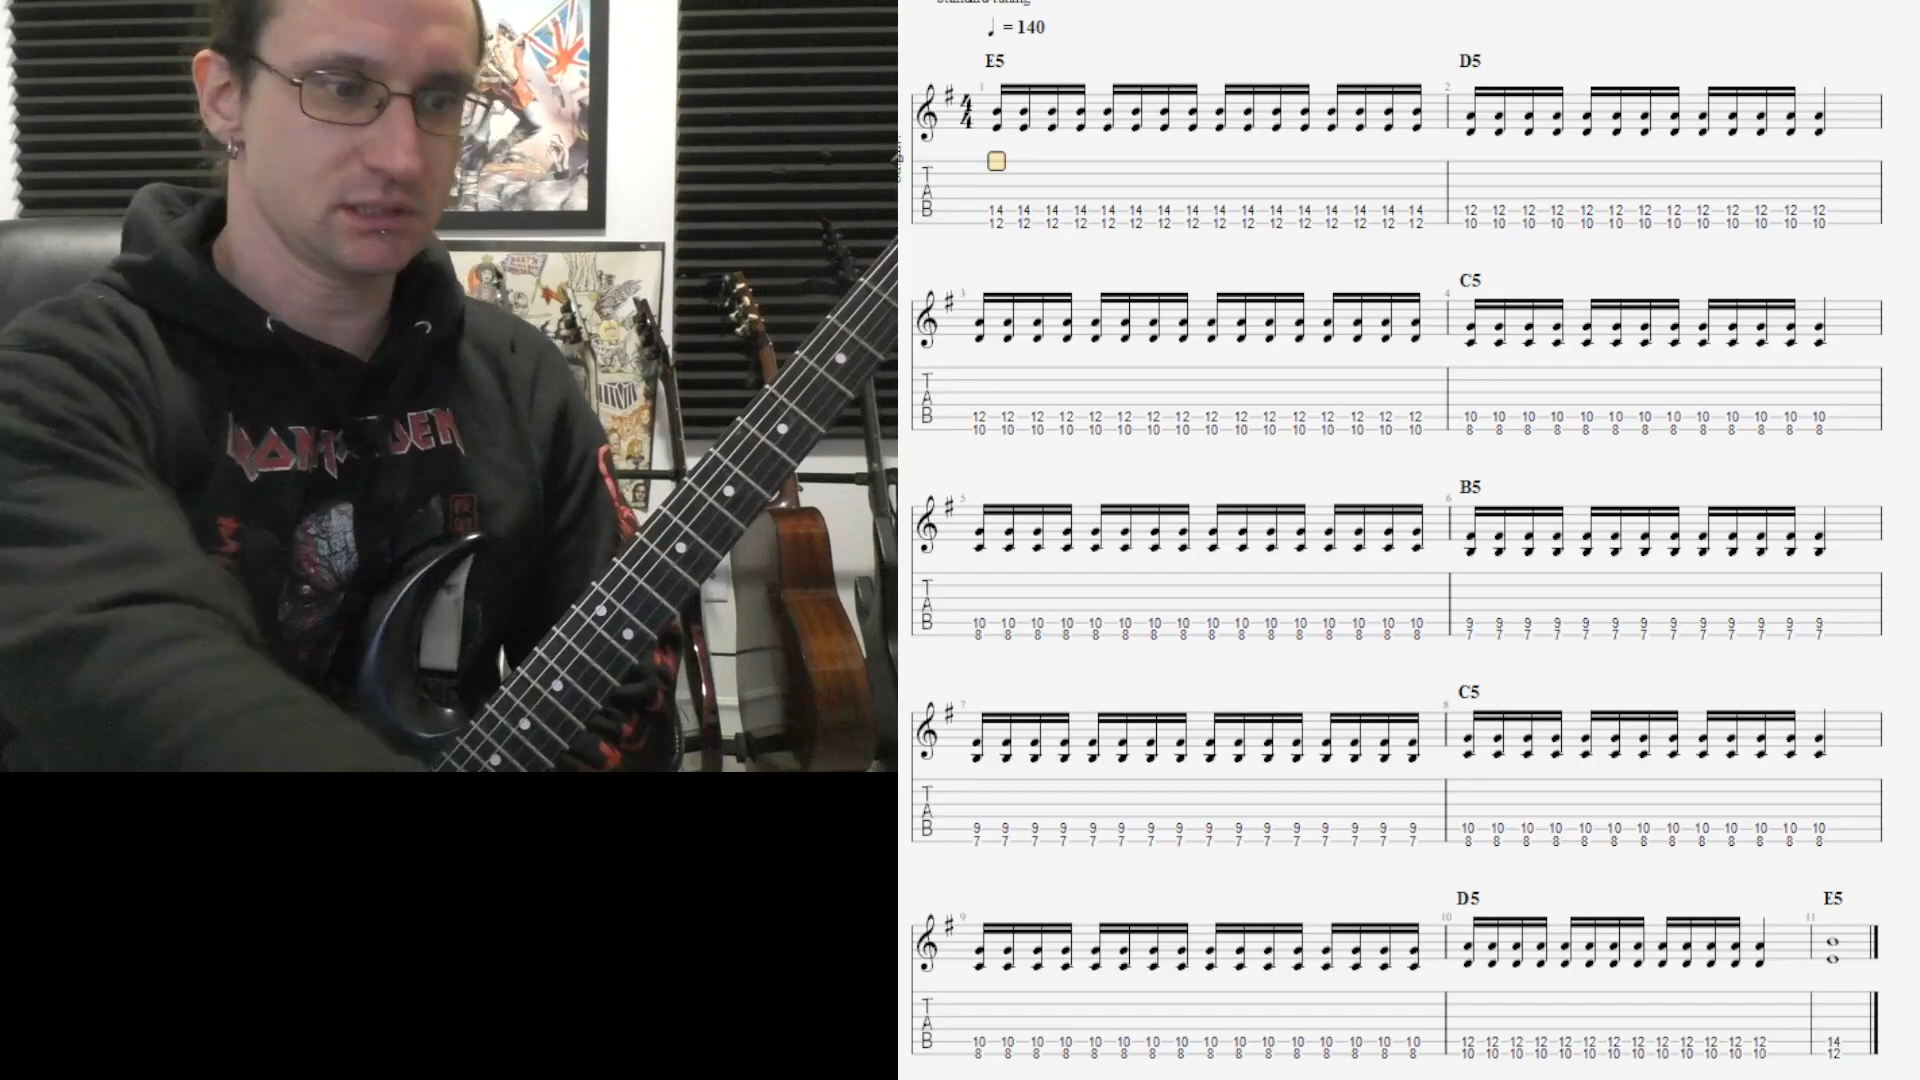 = 140
E5 D5
1 2
4
4
T
A
B
14 14 14 14 14 14 14 14 14 14 14 14 14 14 14 14 12 12 12 12 12 12 12 12 12 12 12 12 12
12 12 12 12 12 12 12 12 12 12 12 12 12 12 12 12 10 10 10 10 10 10 10 10 10 10 10 10 10
C5
3 4
T
A
B
12 12 12 12 12 12 12 12 12 12 12 12 12 12 12 12 10 10 10 10 10 10 10 10 10 10 10 10 10
10 10 10 10 10 10 10 10 10 10 10 10 10 10 10 10 8 8 8 8 8 8 8 8 8 8 8 8 8
B5
5 6
T
A
B
10 10 10 10 10 10 10 10 10 10 10 10 10 10 10 10 9 9 9 9 9 9 9 9 9 9 9 9 9
8 8 8 8 8 8 8 8 8 8 8 8 8 8 8 8 7 7 7 7 7 7 7 7 7 7 7 7 7
C5
7 8
T
A
B
9 9 9 9 9 9 9 9 9 9 9 9 9 9 9 9 10 10 10 10 10 10 10 10 10 10 10 10 10
7 7 7 7 7 7 7 7 7 7 7 7 7 7 7 7 8 8 8 8 8 8 8 8 8 8 8 8 8
D5 E5
9 10 11
T
A
B
10 10 10 10 10 10 10 10 10 10 10 10 10 10 10 10 12 12 12 12 12 12 12 12 12 12 12 12 12 14
8 8 8 8 8 8 8 8 8 8 8 8 8 8 8 8 10 10 10 10 10 10 10 10 10 10 10 10 10 12
IRON MAIDEN